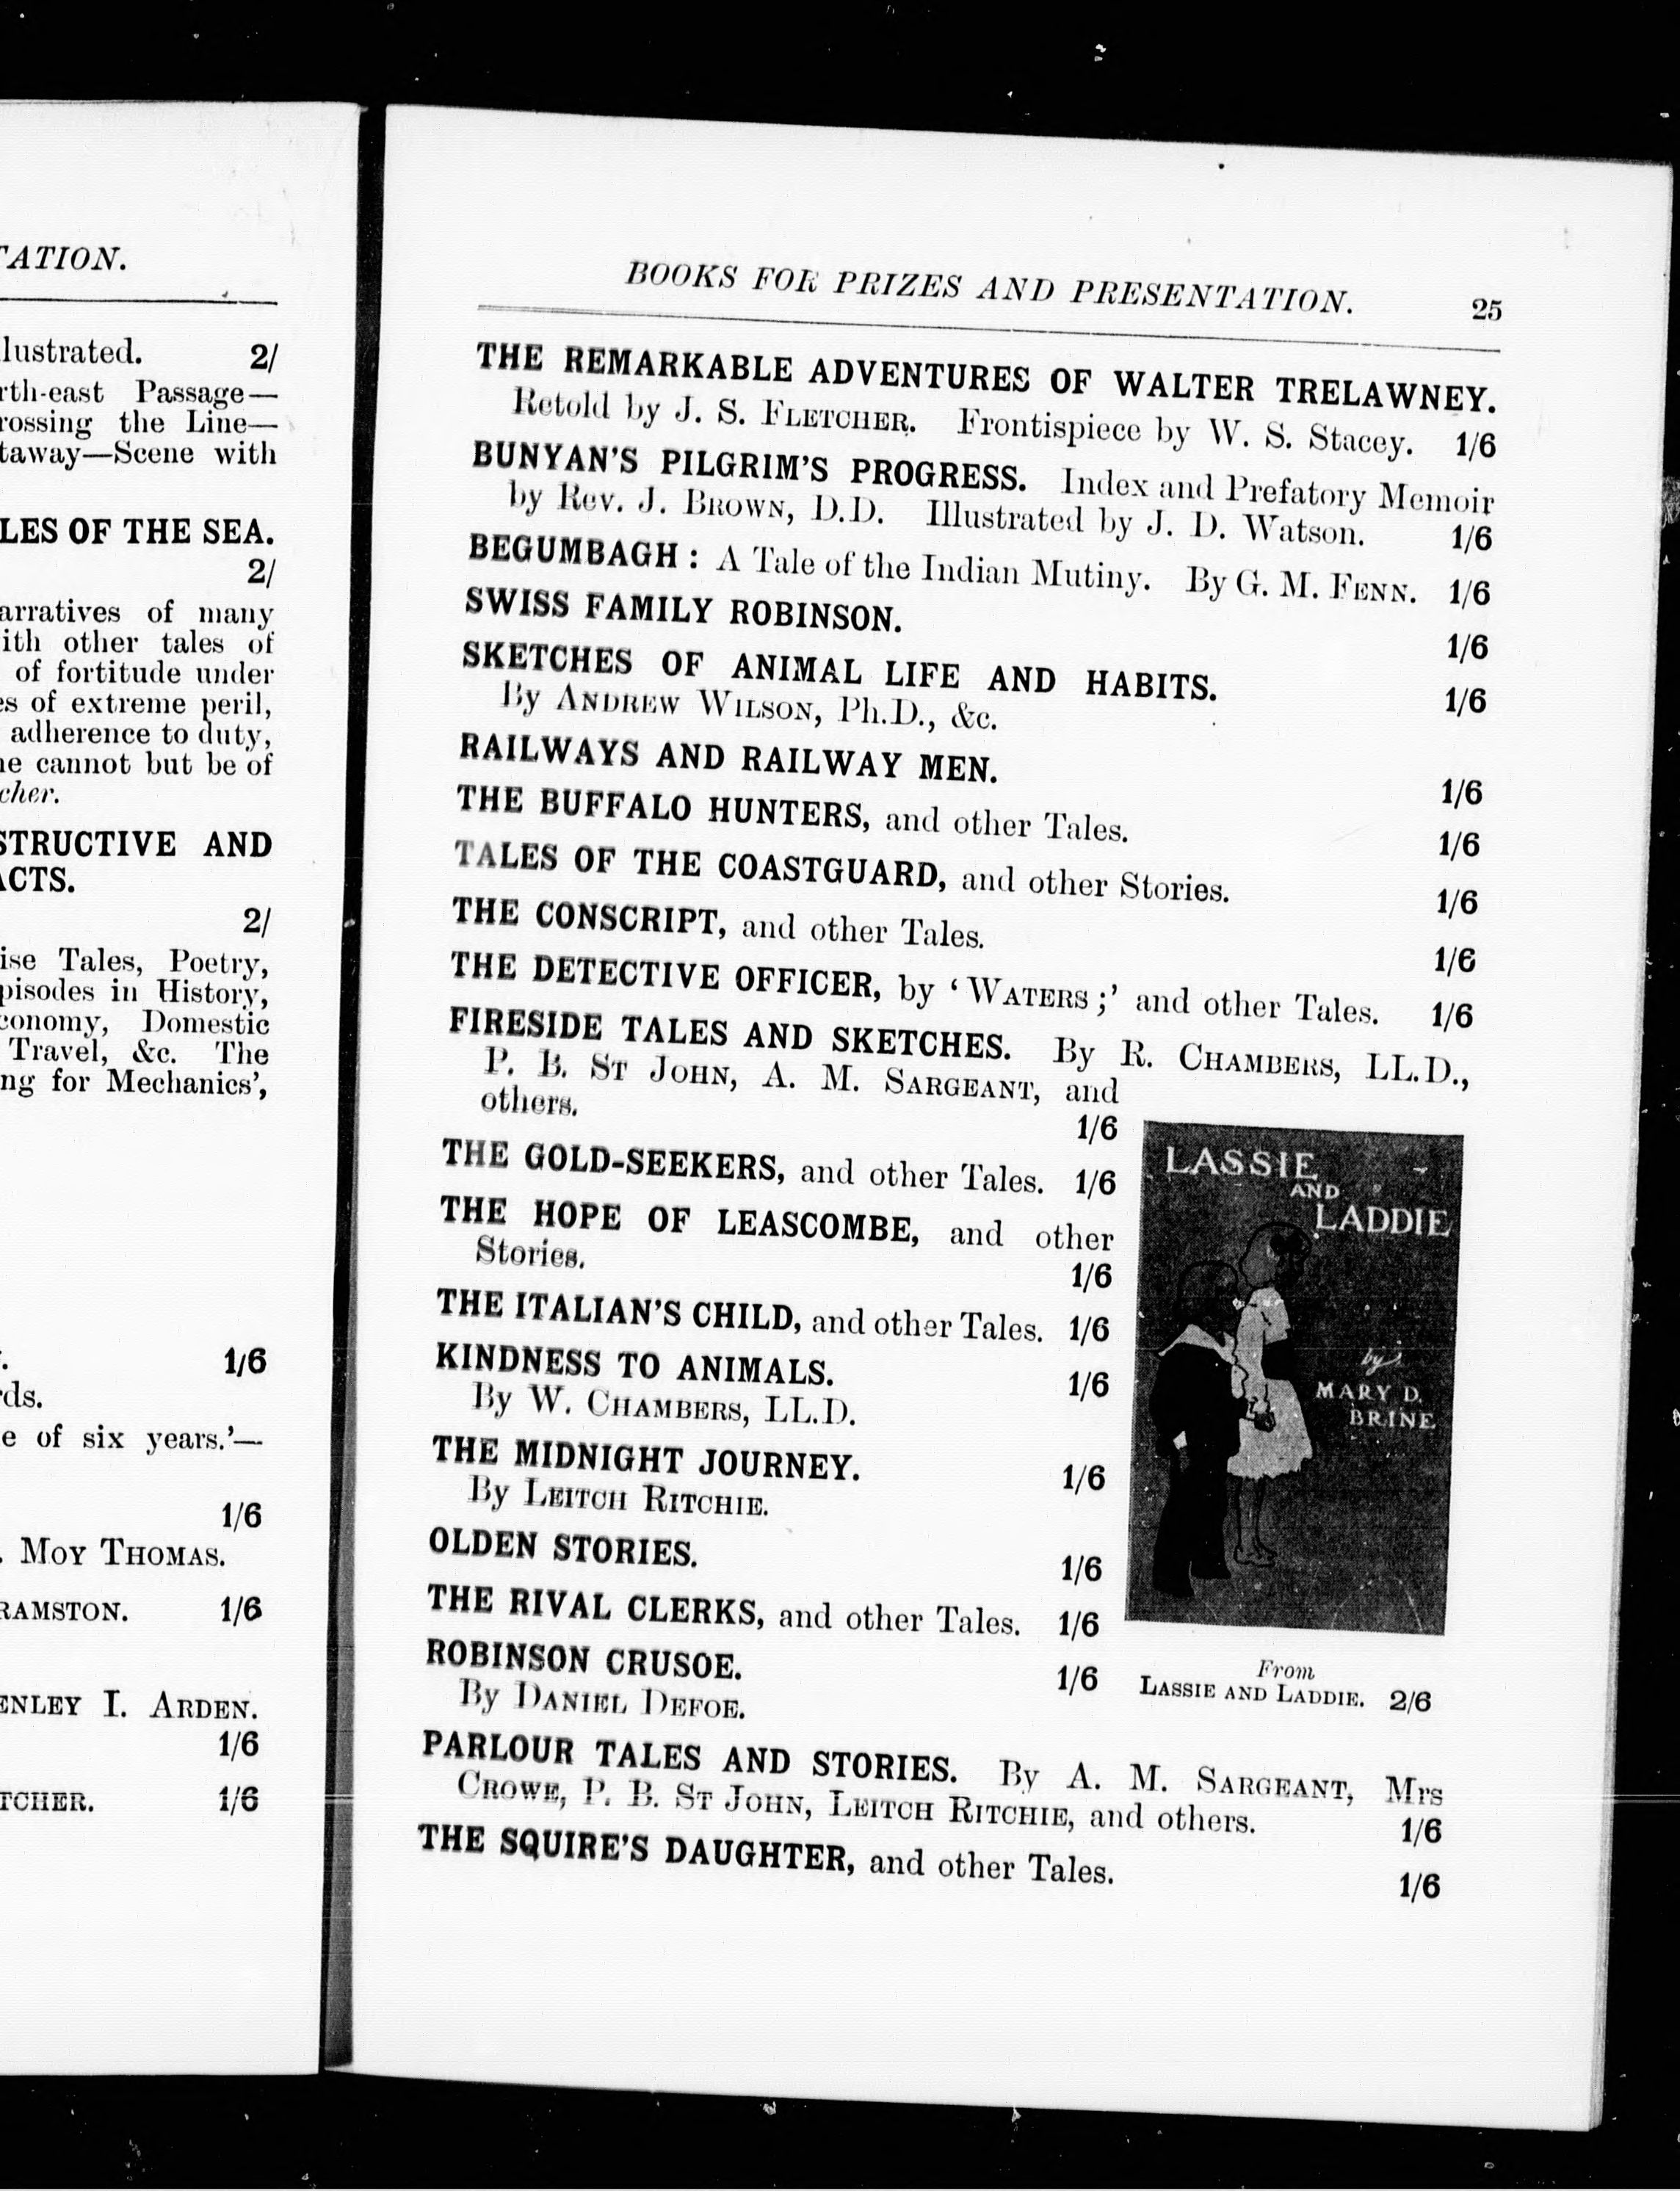 TATION.
llustrated. 2/
rth-east Passage—
rossing the Line—
taway—Scene with
LES OF THE SEA.
2/
arratives of many
ith other tales of
of fortitude under
es of extreme peril,
adherence to duty,
ne cannot but be of
cher.
STRUCTIVE AND
ACTS.
2/
ise Tales, Poetry,
pisodes in History,
conomy, Domestic
Travel, &c. The
ng for Mechanics',
1/6
rds.
e of six years.'—
1/6
. MOY THOMAS.
RAMSTON. 1/6
ENLEY I. ARDEN.
1/6
TCHER. 1/6
BOOKS FOR PRIZES AND PRESENTATION. 25
THE REMARKABLE ADVENTURES OF WALTER TRELAWNEY.
Retold by J. S. FLETCHER. Frontispiece by W. S. Stacey. 1/6
BUNYAN'S PILGRIM'S PROGRESS. Index and Prefatory Memoir
by Rev. J. BROWN, D.D. Illustrated by J. D. Watson. 1/6
BEGUMBAGH: A Tale of the Indian Mutiny. By G. M. FENN. 1/6
SWISS FAMILY ROBINSON. 1/6
SKETCHES OF ANIMAL LIFE AND HABITS. 1/6
By ANDREW WILSON, Ph.D., &c.
RAILWAYS AND RAILWAY MEN. 1/6
THE BUFFALO HUNTERS, and other Tales. 1/6
TALES OF THE COASTGUARD, and other Stories. 1/6
THE CONSCRIPT, and other Tales. 1/6
THE DETECTIVE OFFICER, by 'WATERS;' and other Tales. 1/6
FIRESIDE TALES AND SKETCHES. By R. CHAMBERS, LL.D.,
P. B. ST JOHN, A. M. SARGEANT, and
others. 1/6
THE GOLD-SEEKERS, and other Tales. 1/6
THE HOPE OF LEASCOMBE, and other
Stories. 1/6
THE ITALIAN'S CHILD, and other Tales. 1/6
KINDNESS TO ANIMALS. 1/6
By W. CHAMBERS, LL.D.
THE MIDNIGHT JOURNEY. 1/6
By LEITCH RITCHIE.
OLDEN STORIES. 1/6
THE RIVAL CLERKS, and other Tales. 1/6
ROBINSON CRUSOE. 1/6
By DANIEL DEFOE.
LASSIE
AND
LADDIE
by
MARY D.
BRINE
From
LASSIE AND LADDIE. 2/6
PARLOUR TALES AND STORIES. By A. M. SARGEANT, Mrs
CROWE, P. B. ST JOHN, LEITCH RITCHIE, and others. 1/6
THE SQUIRE'S DAUGHTER, and other Tales. 1/6